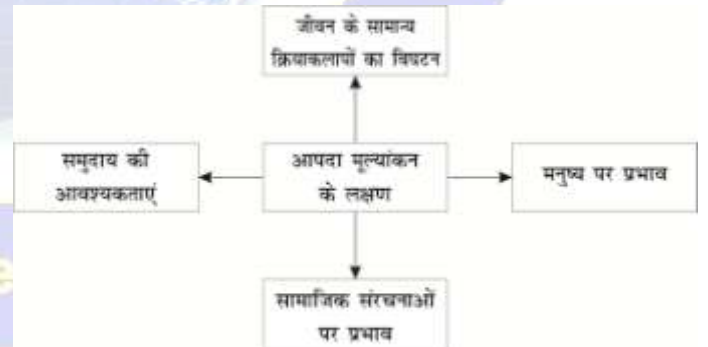 जीवन के सामान्य
क्रियाकलापों का विघटन
समुदाय की
आवश्यकताएं
आपदा मूल्यांकन
के लक्षण
मनुष्य पर प्रभाव
सामाजिक संरचनाओं
पर प्रभाव